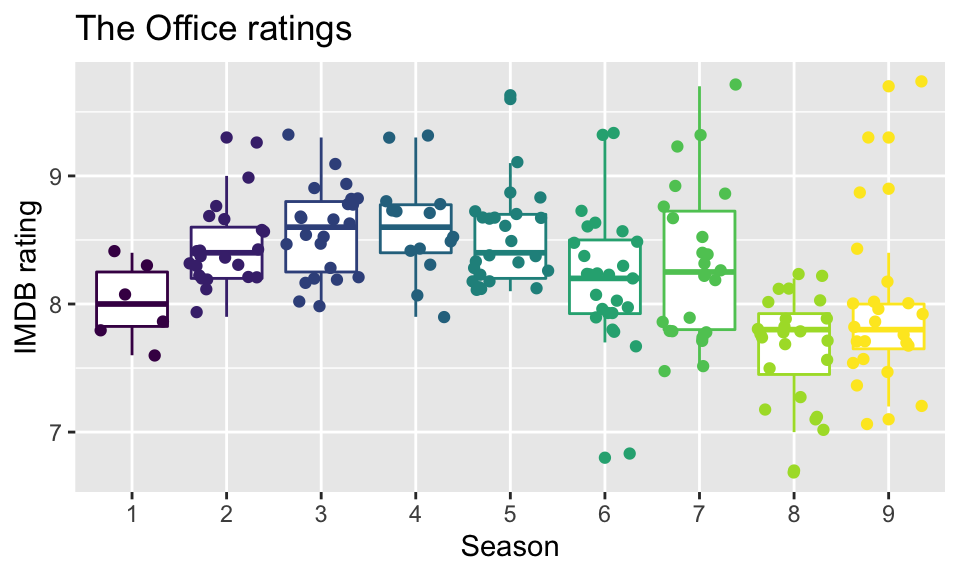 The Office ratings
IMDB rating
9
8
7
1 2 3 4 5 6 7 8 9
Season